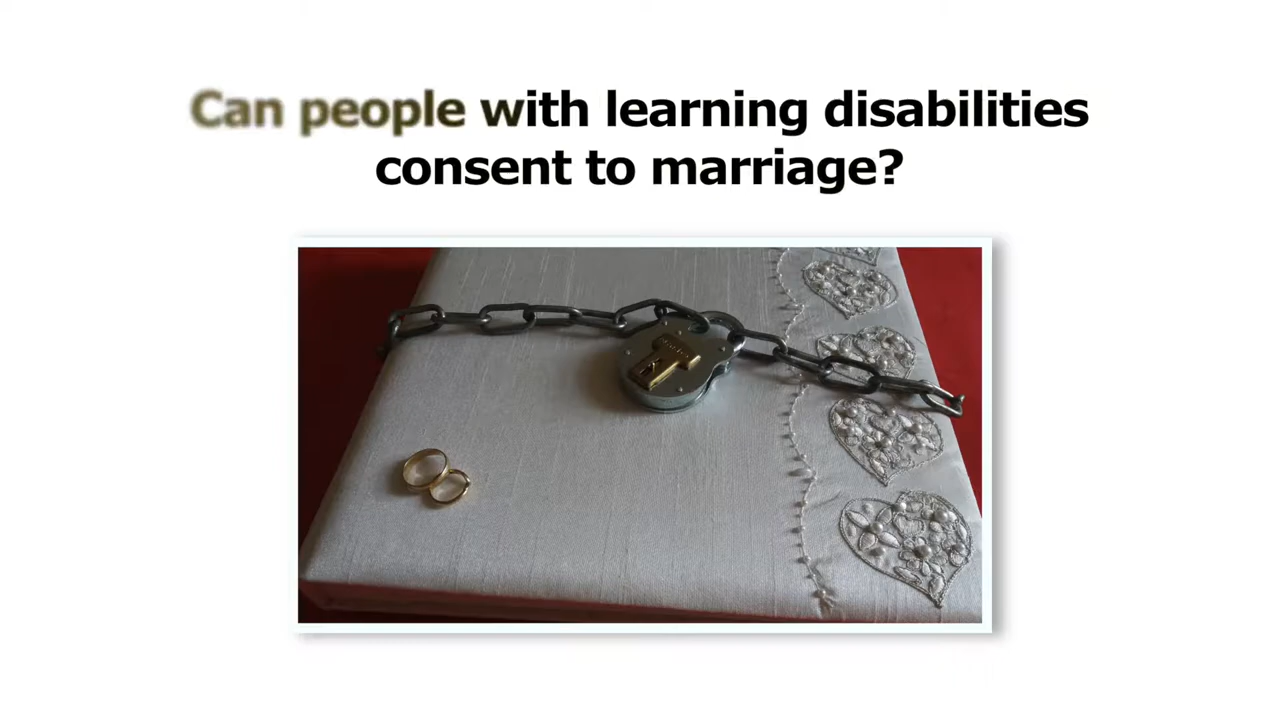 Can people with learning disabilities
consent to marriage?